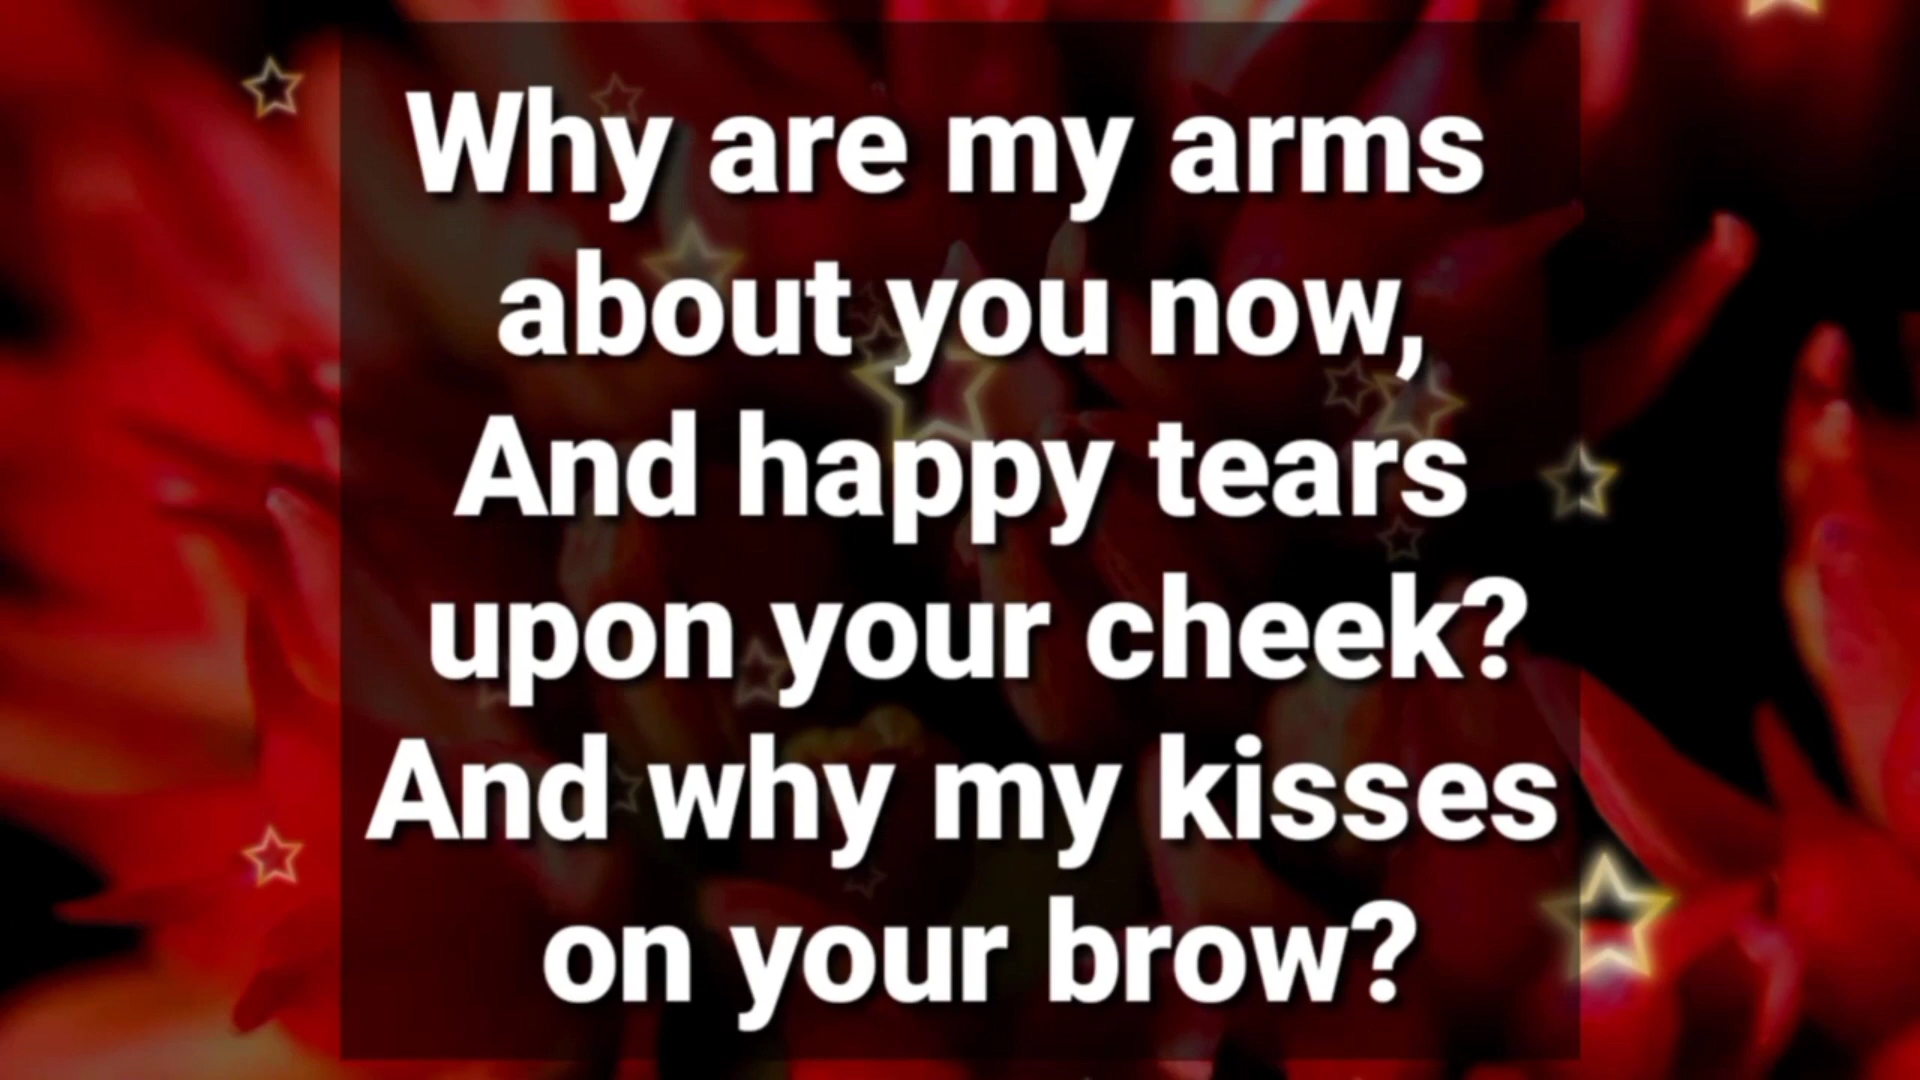 Why are my arms
about you now,
And happy tears
upon your cheek?
And why my kisses
on your brow?